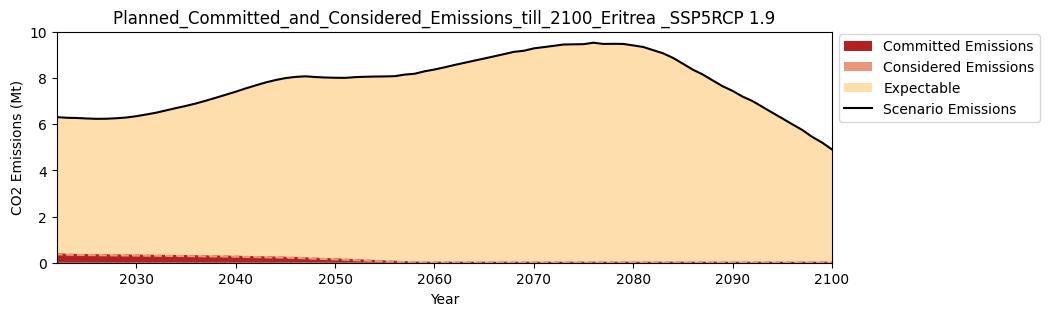 Planned_Committed_and_Considered_Emissions_till_2100_Eritrea _SSP5RCP 1.9
10
8
6
4
2
0
CO2 Emissions (Mt)
2030
2040
2050
2060
2070
2080
2090
2100
Year
Committed Emissions
Considered Emissions
Expectable
Scenario Emissions